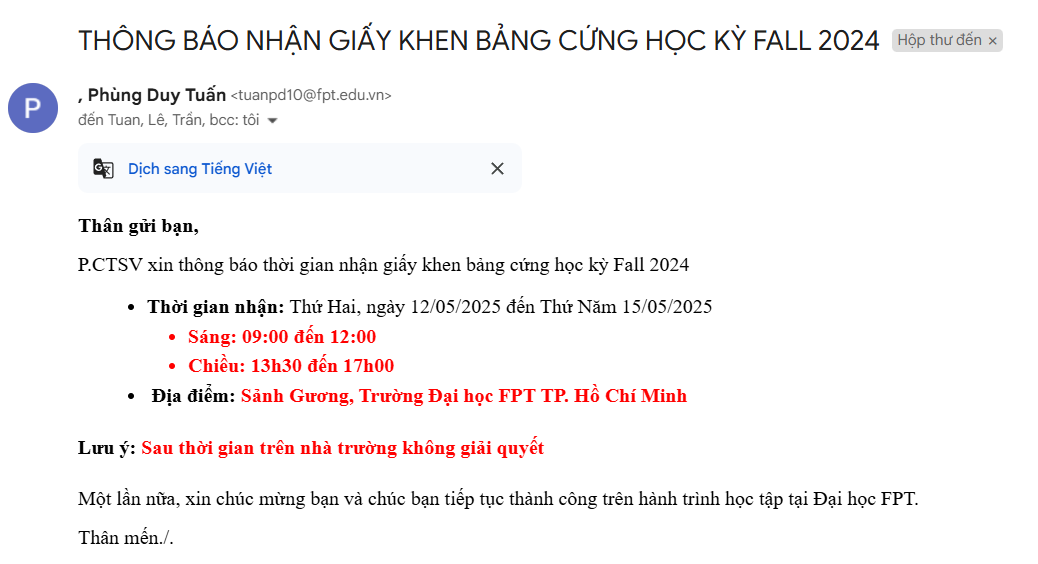 THÔNG BÁO NHẬN GIẤY KHEN BẢNG CỨNG HỌC KỲ FALL 2024 Hộp thư đến ×
P
, Phùng Duy Tuấn <tuanpd10@fpt.edu.vn>
đến Tuan, Lê, Trần, bcc: tôi
Dịch sang Tiếng Việt
Thân gửi bạn,
P.CTSV xin thông báo thời gian nhận giấy khen bảng cứng học kỳ Fall 2024
• Thời gian nhận: Thứ Hai, ngày 12/05/2025 đến Thứ Năm 15/05/2025
• Sáng: 09:00 đến 12:00
• Chiều: 13h30 đến 17h00
• Địa điểm: Sảnh Gương, Trường Đại học FPT TP. Hồ Chí Minh
Lưu ý: Sau thời gian trên nhà trường không giải quyết
Một lần nữa, xin chúc mừng bạn và chúc bạn tiếp tục thành công trên hành trình học tập tại Đại học FPT.
Thân mến./.